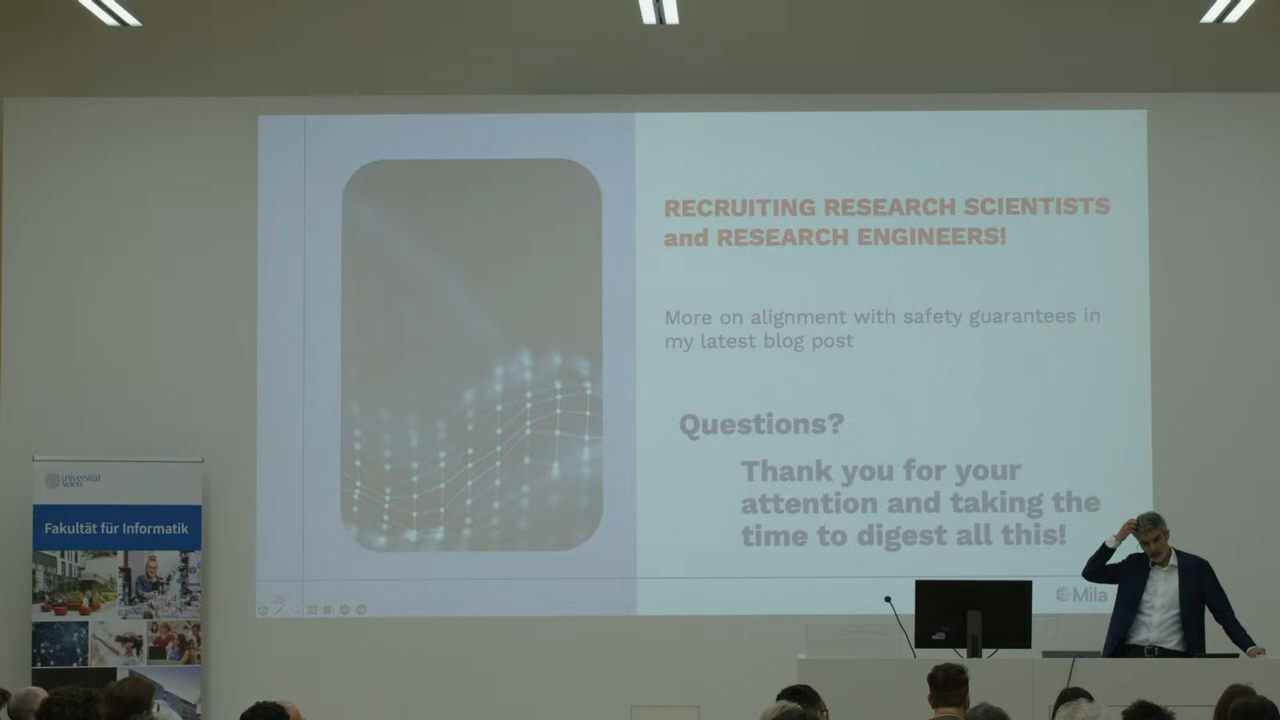 RECRUITING RESEARCH SCIENTISTS
and RESEARCH ENGINEERS!
More on alignment with safety guarantees in
my latest blog post
Questions?
Thank you for your
attention and taking the
time to digest all this!
Mila
universität
wien
Fakultät für Informatik